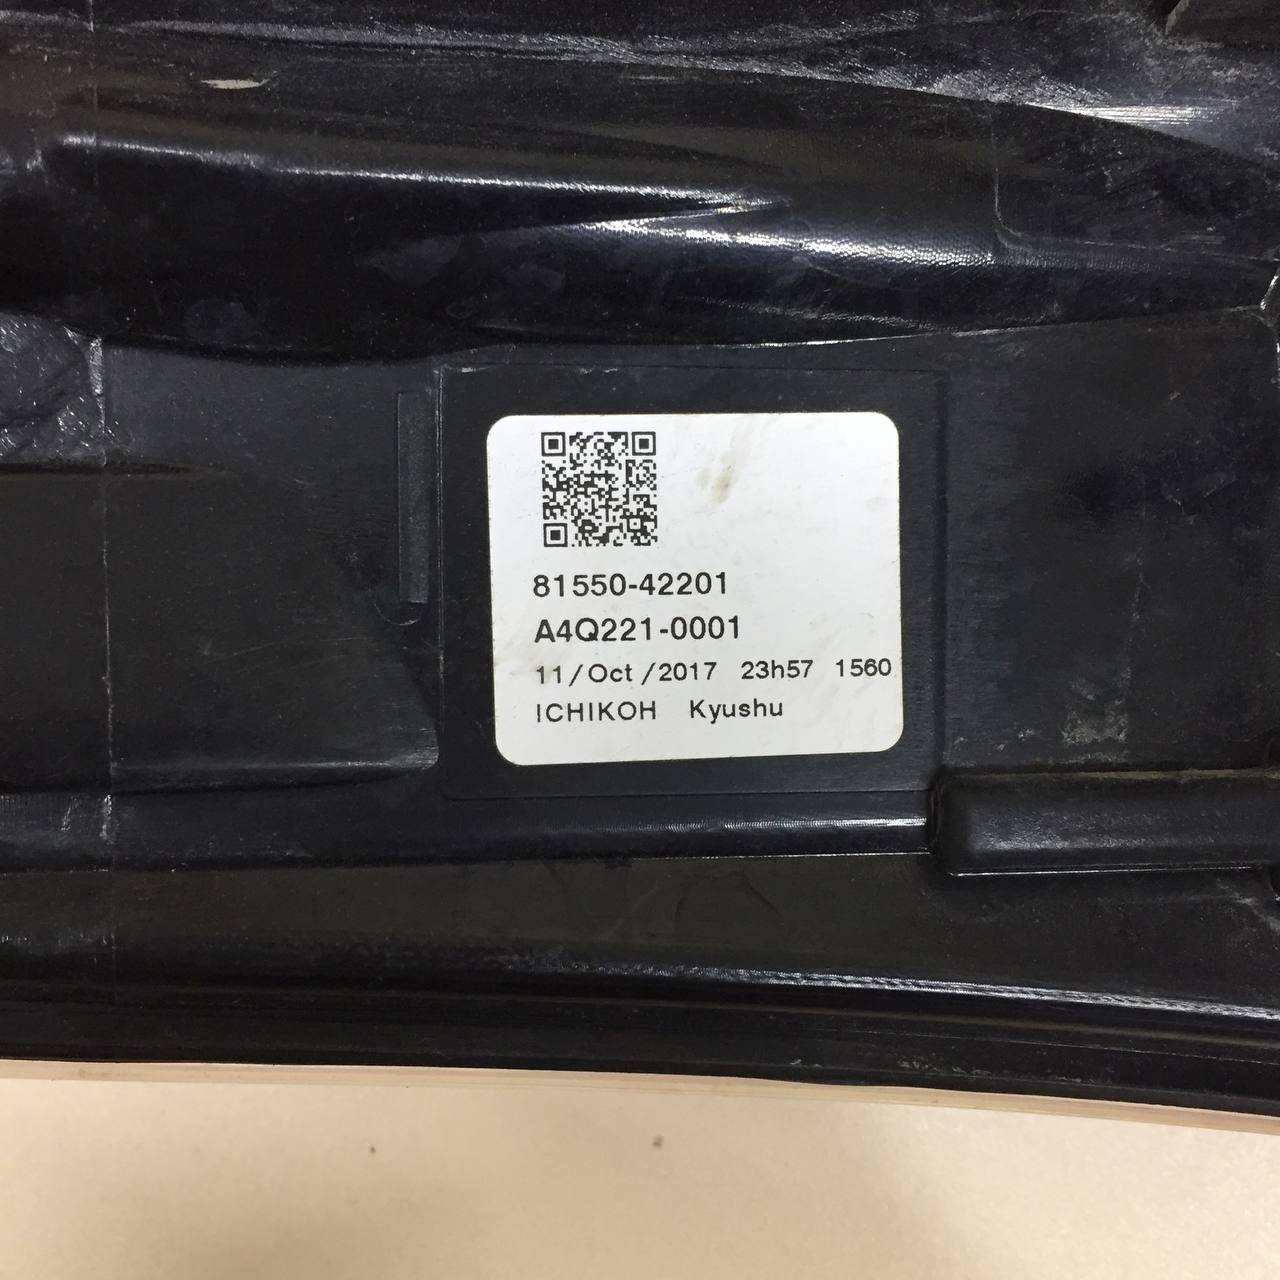 81550-42201
A4Q221-0001
11/Oct/2017 23h57 1560
ICHIKOH Kyushu